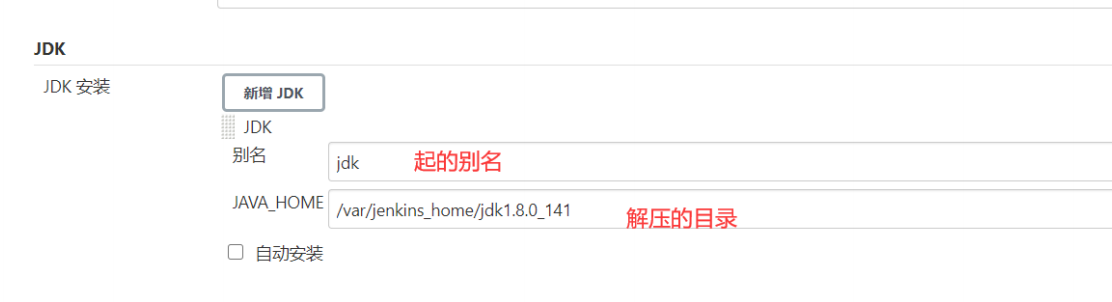 JDK
JDK 安装
新增 JDK
JDK
别名
jdk
起的别名
JAVA_HOME
/var/jenkins_home/jdk1.8.0_141
解压的目录
自动安装